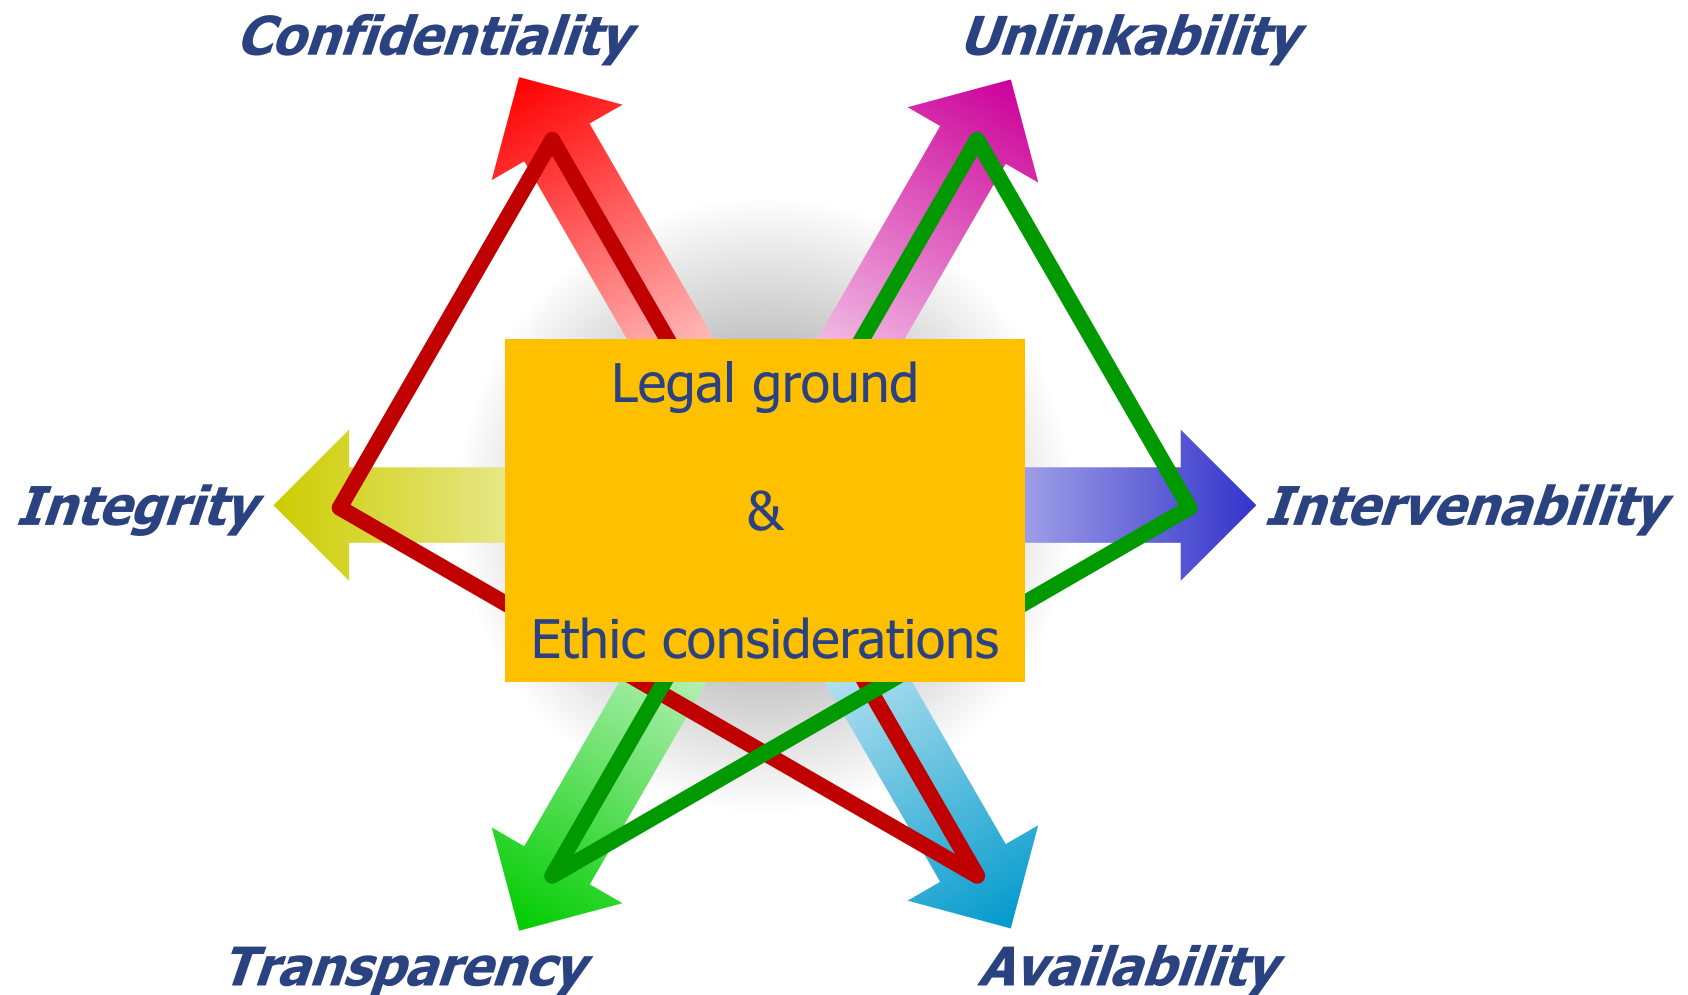 Confidentiality
Unlinkability
Legal ground
&
Ethic considerations
Integrity
Intervenability
Transparency
Availability